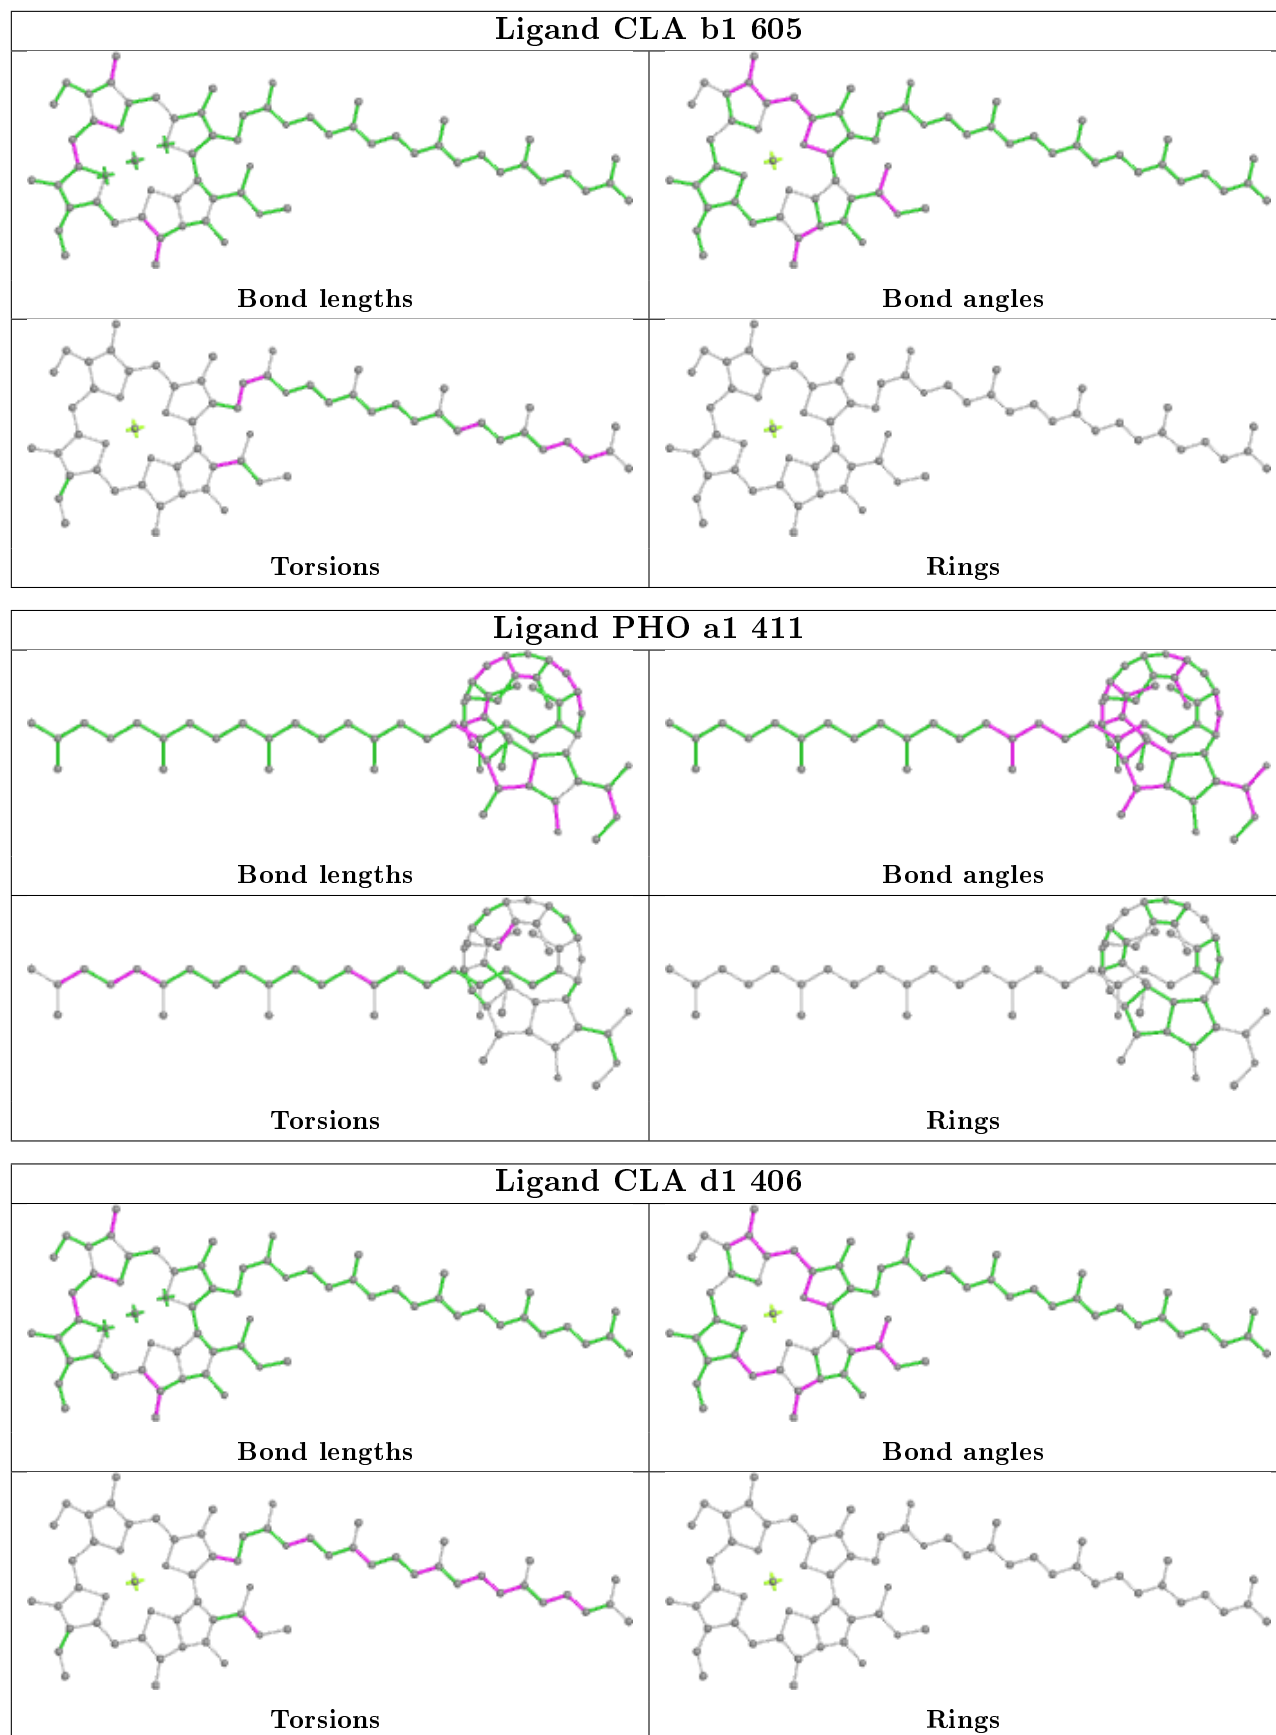 Ligand CLA b1 605
Bond lengths
Bond angles
Torsions
Rings
Ligand PHO a1 411
Bond lengths
Bond angles
Torsions
Rings
Ligand CLA d1 406
Bond lengths
Bond angles
Torsions
Rings